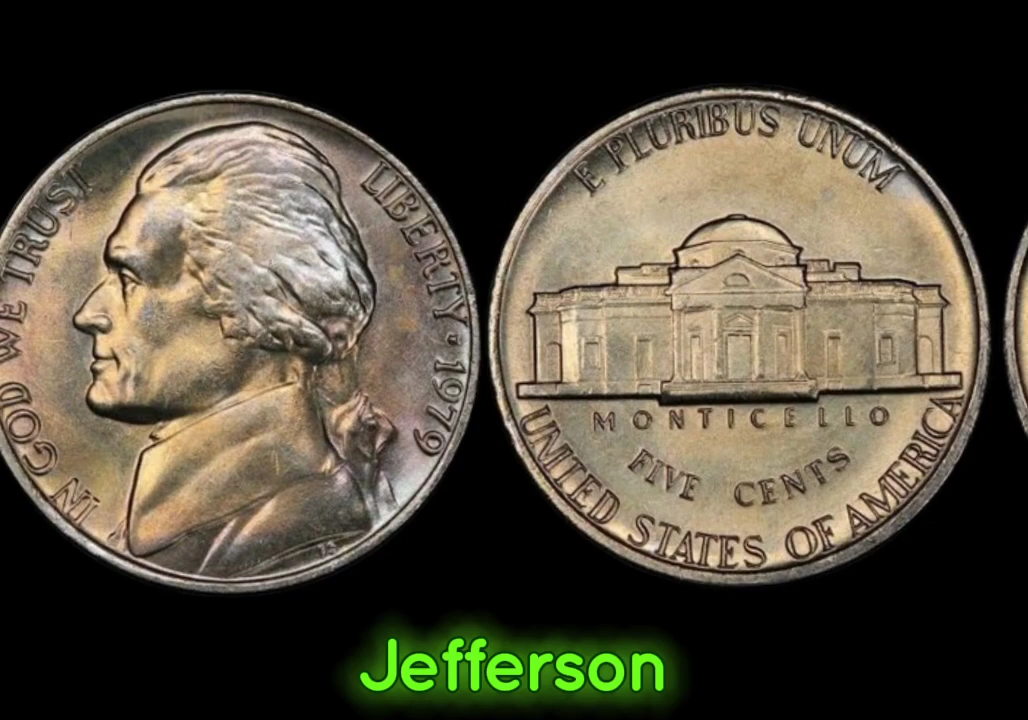 IN GOD WE TRUST
LIBERTY · 1979
E PLURIBUS UNUM
MONTICELLO
FIVE CENTS
UNITED STATES OF AMERICA
Jefferson